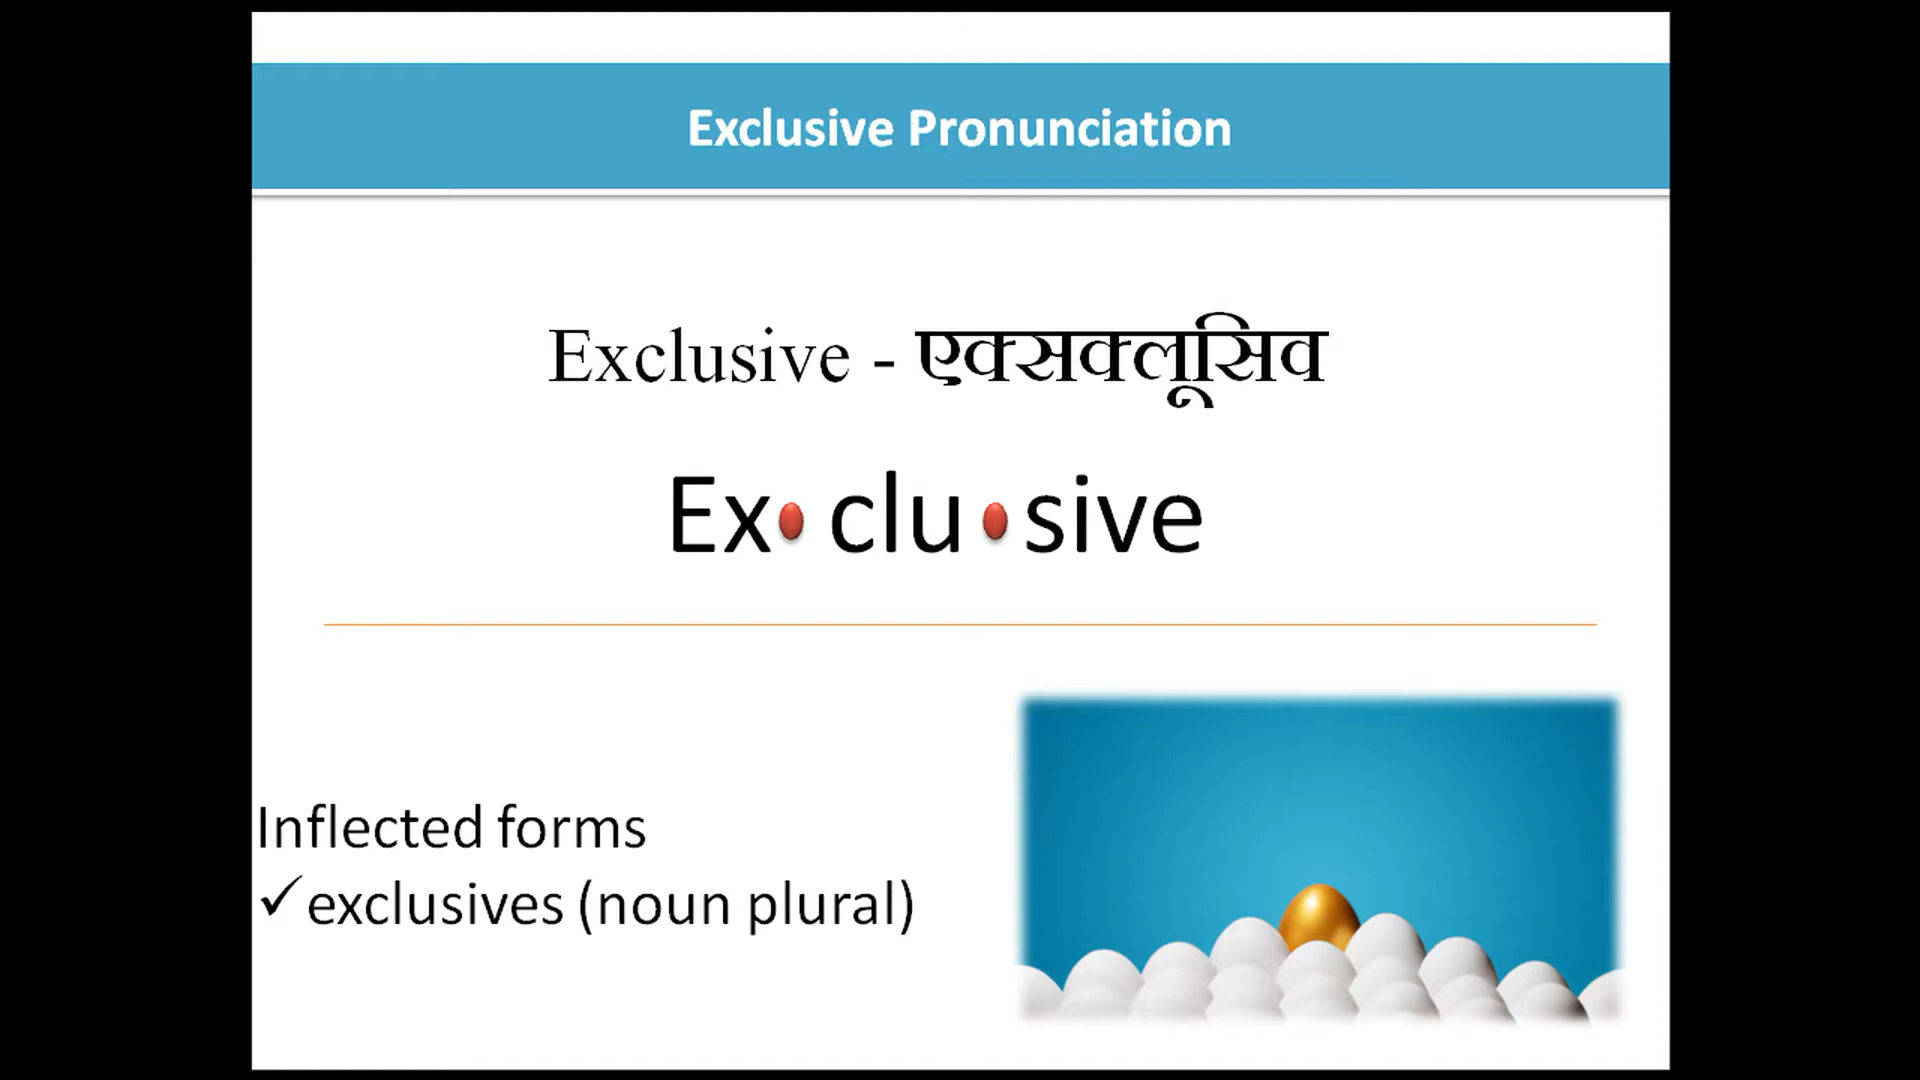 Exclusive Pronunciation
Exclusive - एक्सक्लूसिव
Ex• clu •sive
Inflected forms
✓exclusives (noun plural)